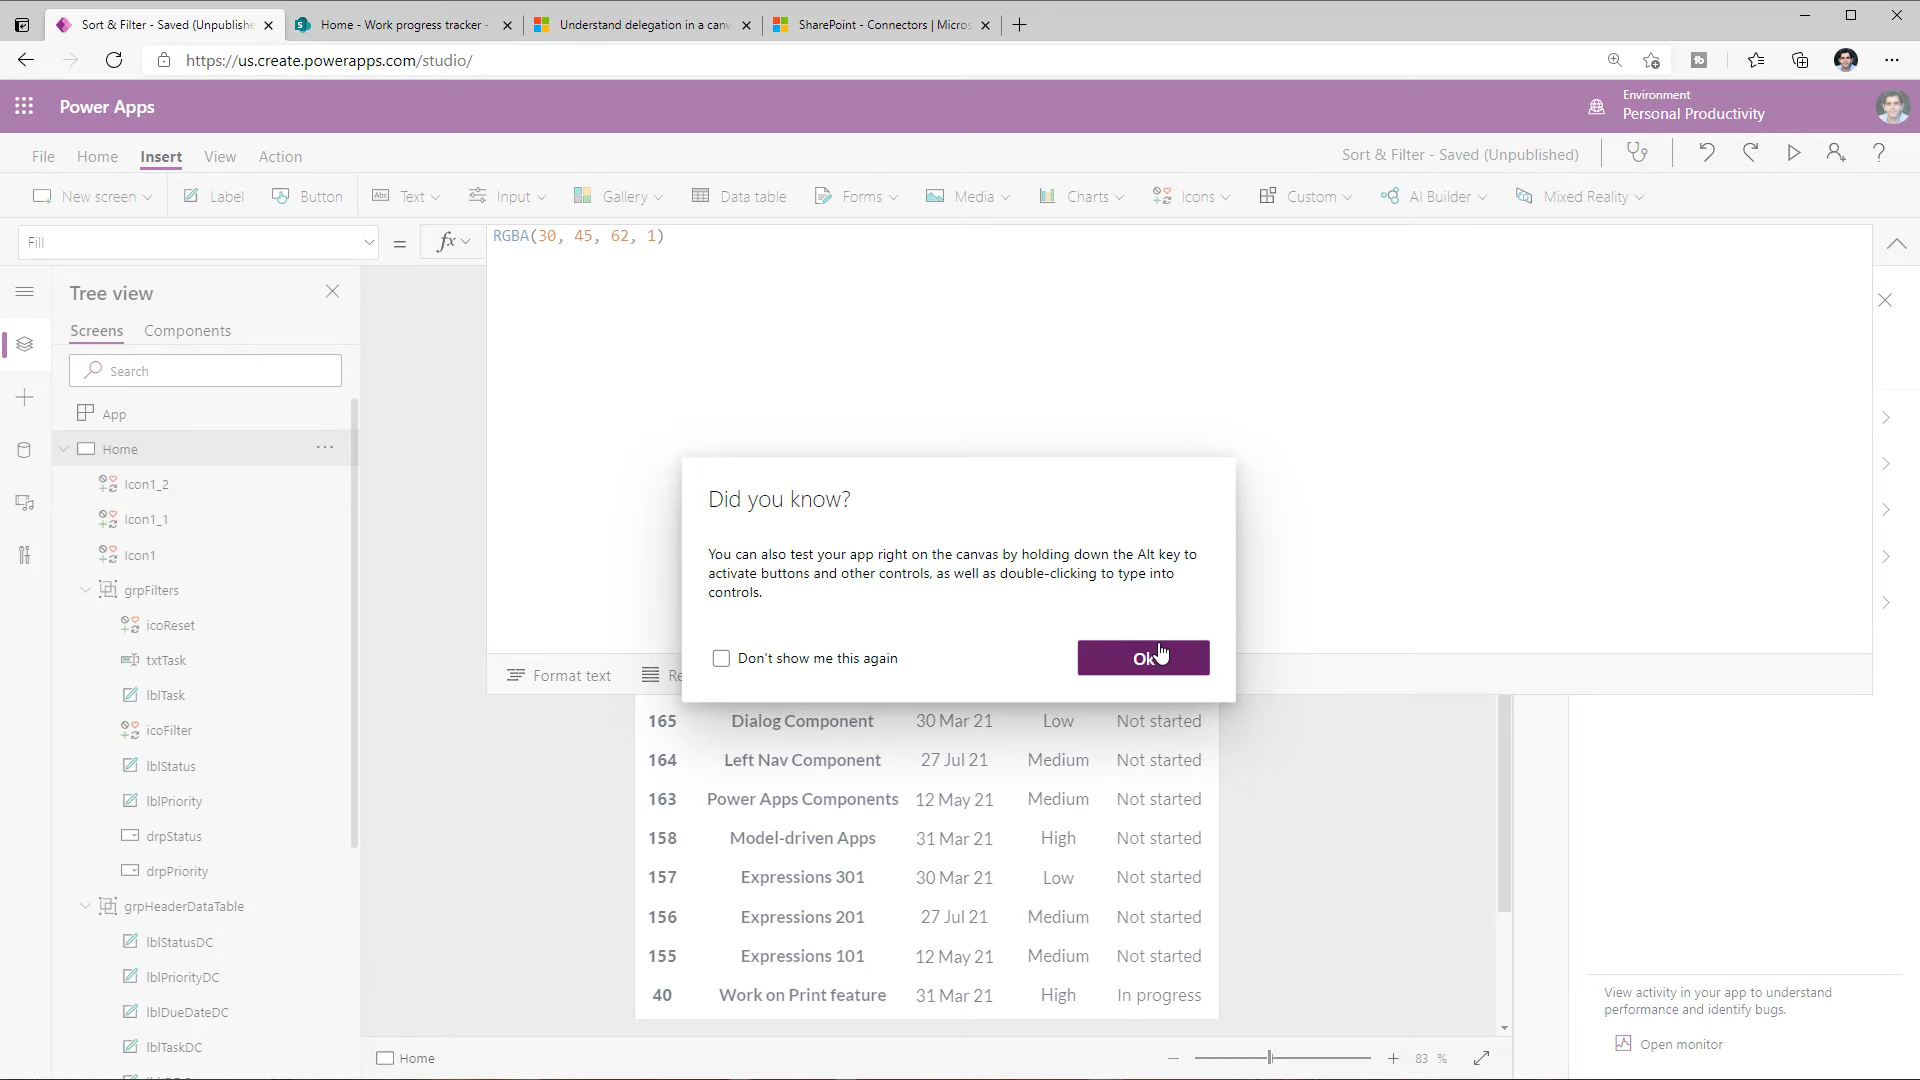 Sort & Filter - Saved (Unpublishe
Home - Work progress tracker -
Understand delegation in a canv
SharePoint - Connectors | Micros
https://us.create.powerapps.com/studio/
Power Apps
Environment
Personal Productivity
File
Home
Insert
View
Action
Sort & Filter - Saved (Unpublished)
New screen
Label
Button
Abc
Text
Input
Gallery
Data table
Forms
Media
Charts
Icons
Custom
AI Builder
Mixed Reality
Fill
=
fx
RGBA(30, 45, 62, 1)
Tree view
Screens
Components
Search
App
Home
Icon1_2
Icon1_1
Icon1
grpFilters
icoReset
txtTask
lblTask
icoFilter
lblStatus
lblPriority
drpStatus
drpPriority
grpHeaderDataTable
lblStatusDC
lblPriorityDC
lblDueDateDC
lblTaskDC
Format text
Re
Did you know?
You can also test your app right on the canvas by holding down the Alt key to
activate buttons and other controls, as well as double-clicking to type into
controls.
Don't show me this again
Ok
165 Dialog Component 30 Mar 21 Low Not started
164 Left Nav Component 27 Jul 21 Medium Not started
163 Power Apps Components 12 May 21 Medium Not started
158 Model-driven Apps 31 Mar 21 High Not started
157 Expressions 301 30 Mar 21 Low Not started
156 Expressions 201 27 Jul 21 Medium Not started
155 Expressions 101 12 May 21 Medium Not started
40 Work on Print feature 31 Mar 21 High In progress
View activity in your app to understand
performance and identify bugs.
Open monitor
Home
83 %